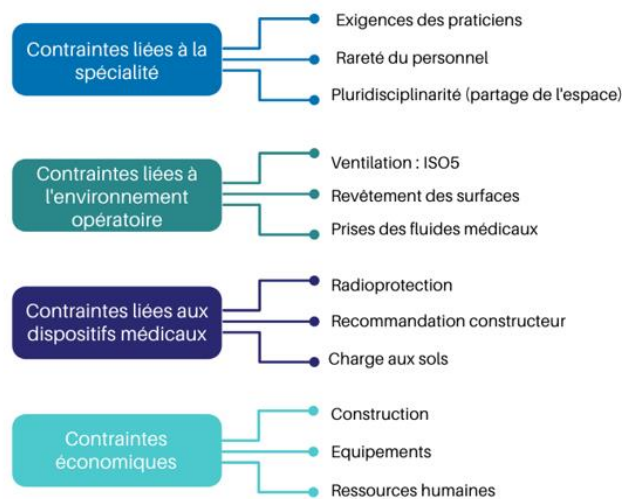 Contraintes liées à la
spécialité
Exigences des praticiens
Rareté du personnel
Pluridisciplinarité (partage de l'espace)
Contraintes liées à
l'environnement
opératoire
Ventilation : ISO5
Revêtement des surfaces
Prises des fluides médicaux
Contraintes liées aux
dispositifs médicaux
Radioprotection
Recommandation constructeur
Charge aux sols
Contraintes
économiques
Construction
Equipements
Ressources humaines